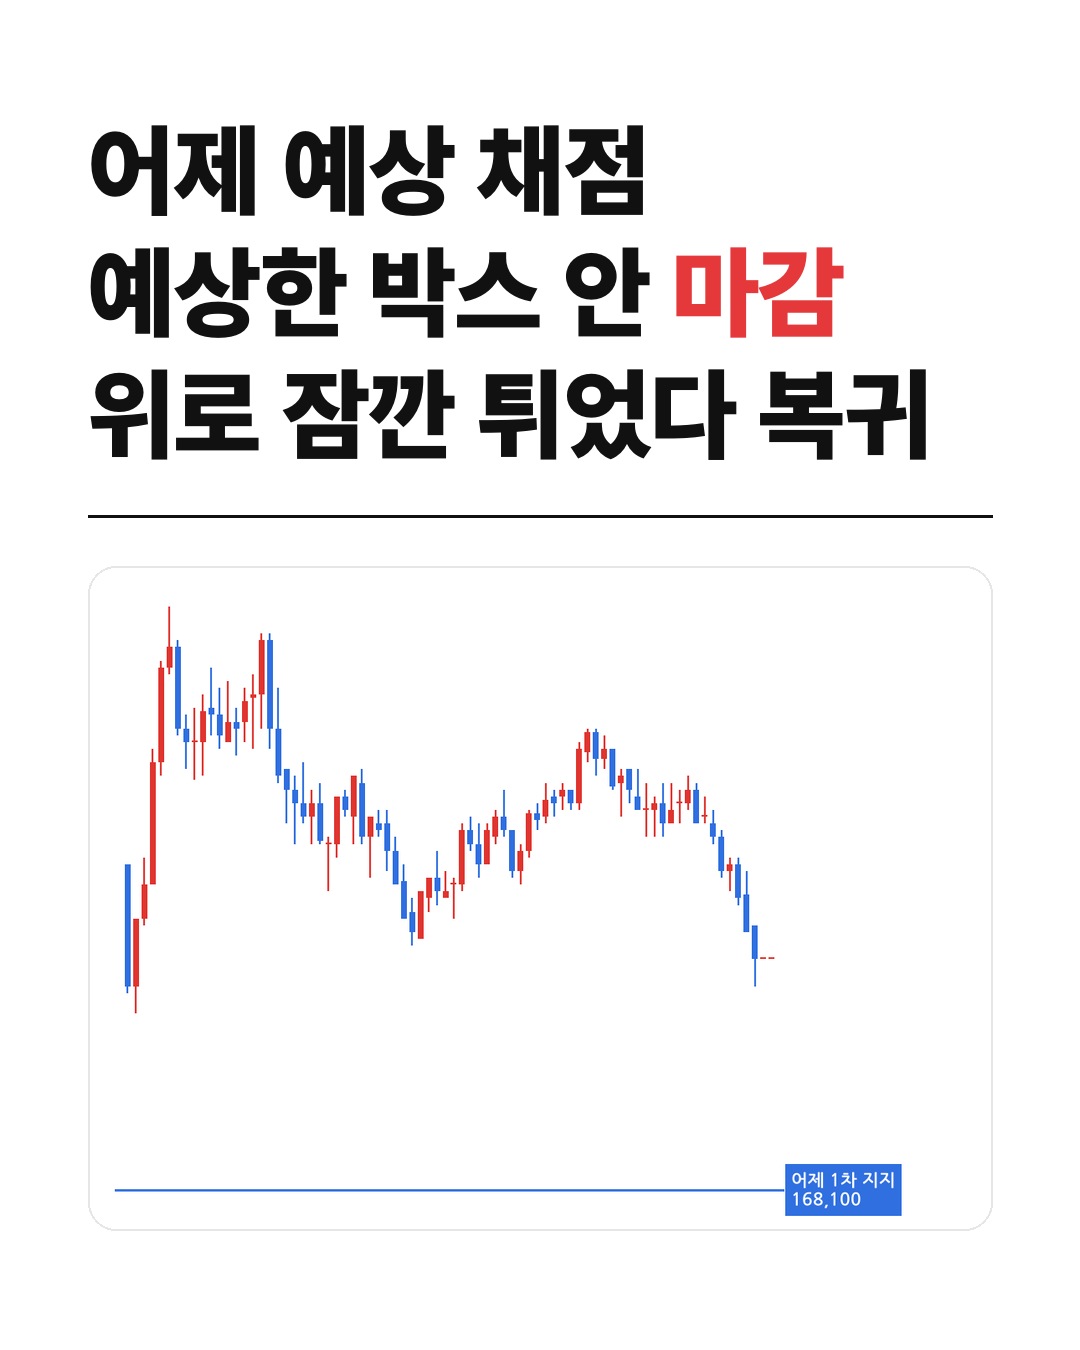 어제 예상 채점
예상한 박스 안 마감
위로 잠깐 튀었다 복귀
어제 1차 지지
168,100